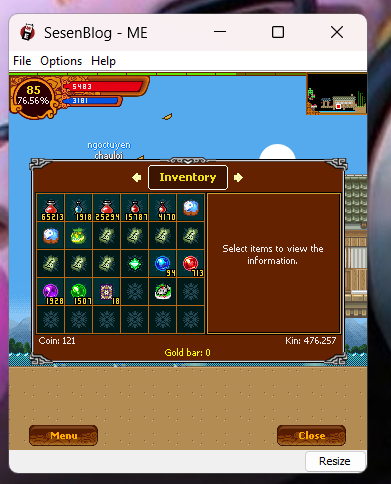 SesenBlog - ME
File Options Help
85
76.56%
5483
3181
ngoctuyen
chauloi
Inventory
65213 1918 25294 15787 4170
94 713
1928 1507 18
Select items to view the
information.
Coin: 121
Kin: 476.257
Gold bar: 0
Menu
Close
Resize